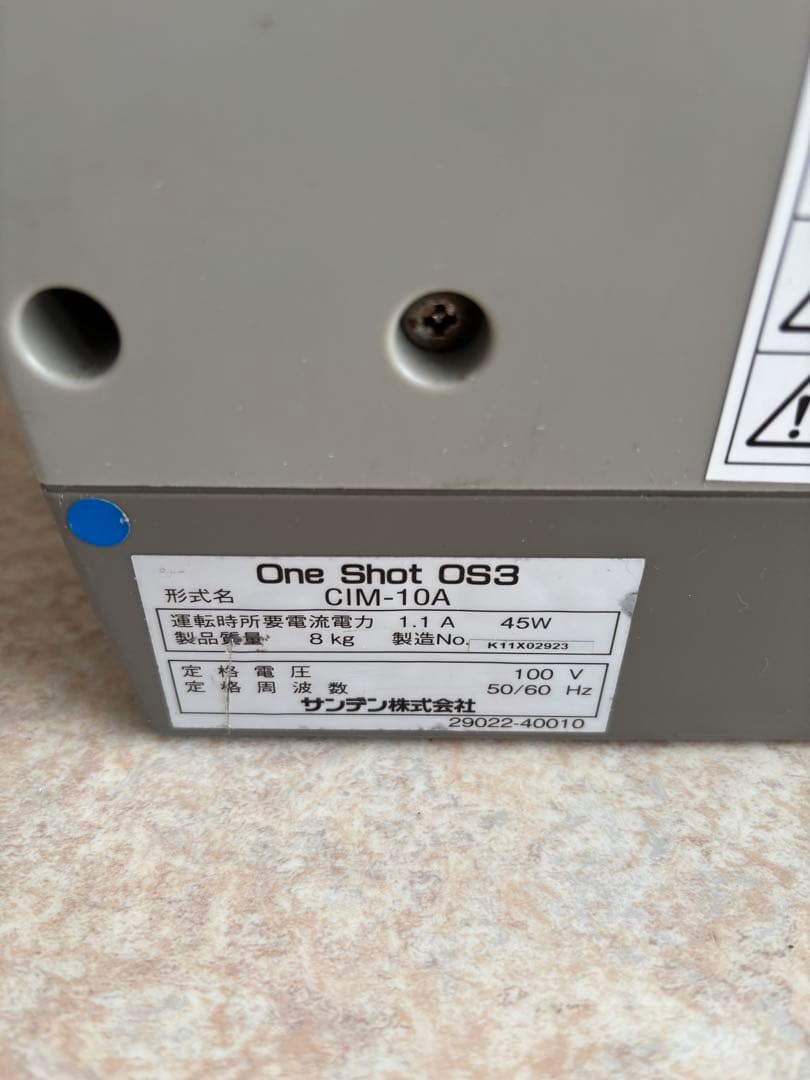 One Shot OS3
形式名 CIM-10A
運転時所要電流電力 1.1 A 45W
製品質量 8 kg 製造No. K11X02923
定格電圧 100 V
定格周波数 50/60 Hz
サンデン株式会社
29022-40010
!